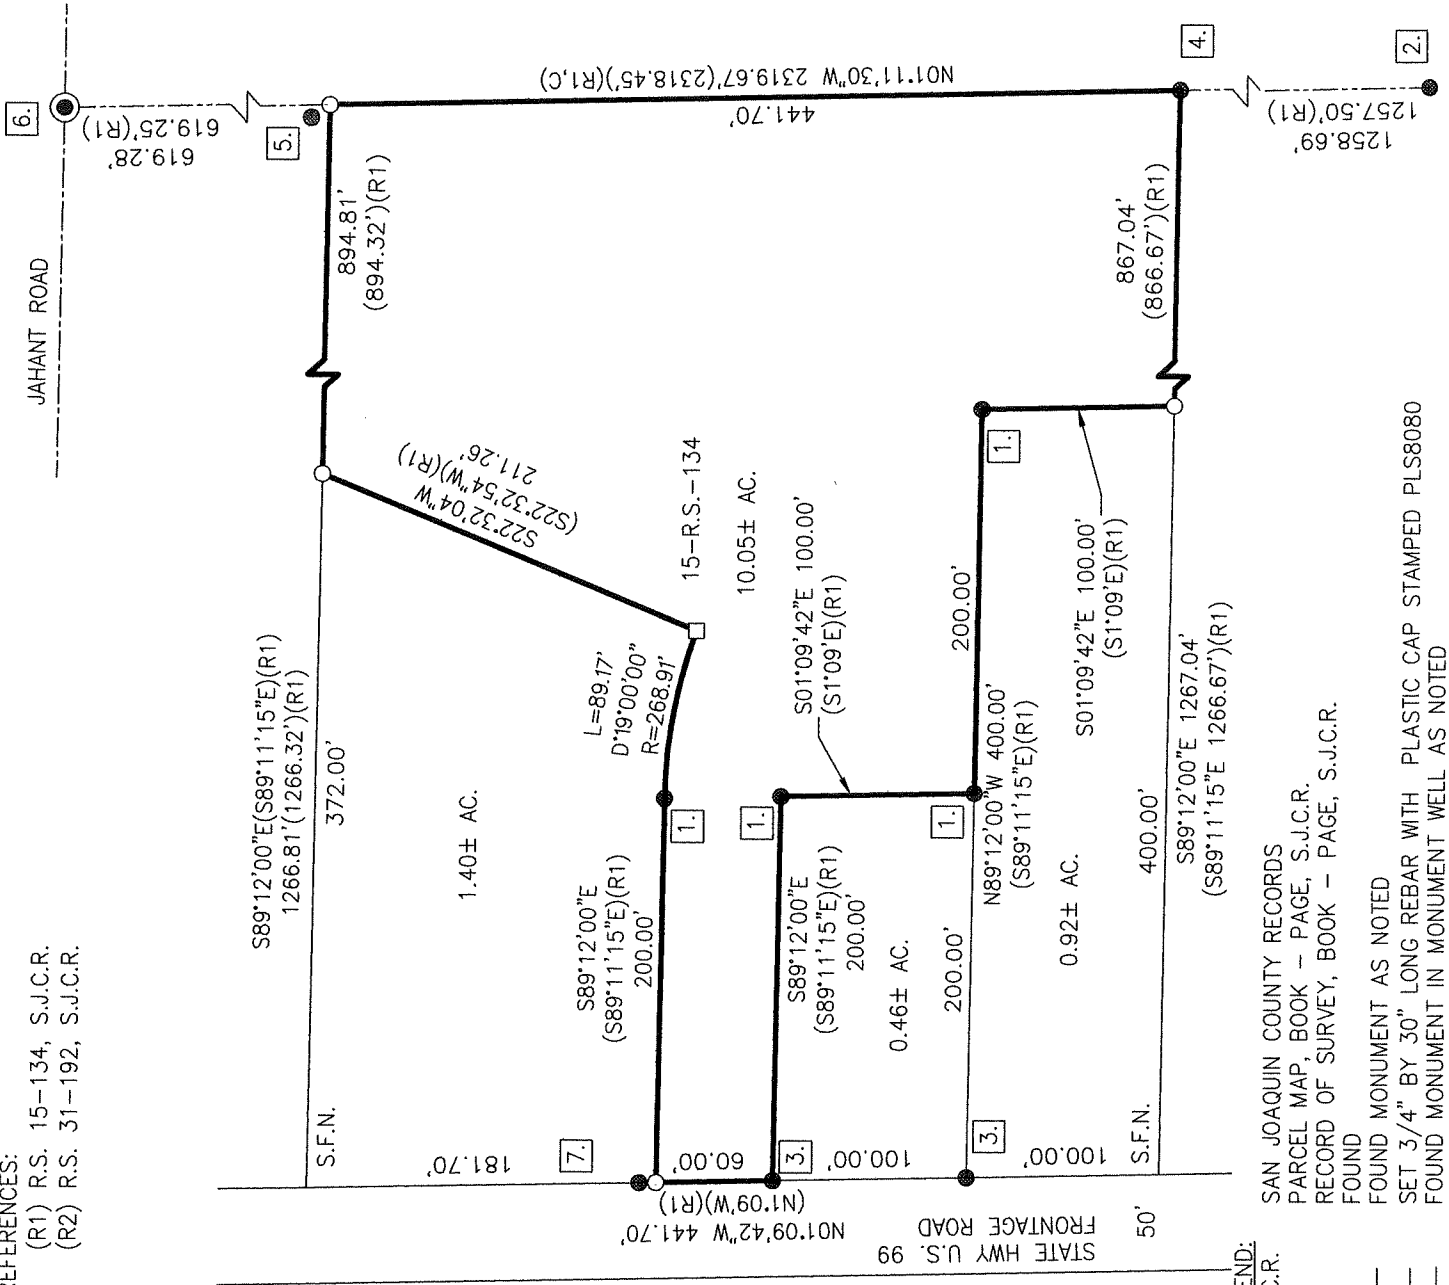 6.
JAHANT ROAD
619.28'
619.25'(R1)
5.
N01°11'30"W 2319.67'(2318.45')(R1,C)
441.70'
4.
2.
1258.69'
1257.50'(R1)
894.81'
(894.32')(R1)
867.04'
(866.67')(R1)
S89°12'00"E(S89°11'15"E)(R1)
1266.81'(1266.32')(R1)
372.00'
S22°32'04"W
(S22°32'54"W)(R1)
211.26'
15-R.S.-134
10.05± AC.
L=89.17'
D°19°00'00"
R=268.91'
1.40± AC.
1.
S89°12'00"E
(S89°11'15"E)(R1)
200.00'
S01°09'42"E 100.00'
(S1°09'E)(R1)
1.
S89°12'00"E
(S89°11'15"E)(R1)
200.00'
0.46± AC.
1.
200.00'
N89°12'00"W 400.00'
(S89°11'15"E)(R1)
200.00'
1.
S01°09'42"E 100.00'
(S1°09'E)(R1)
0.92± AC.
400.00'
S89°12'00"E 1267.04'
(S89°11'15"E 1266.67')(R1)
S.F.N.
181.70'
7.
60.00'
3.
100.00'
3.
100.00'
S.F.N.
N01°09'42"W 441.70'
(N1°09'W)(R1)
STATE HWY U.S. 99
FRONTAGE ROAD
50'
EFERENCES:
(R1) R.S. 15-134, S.J.C.R.
(R2) R.S. 31-192, S.J.C.R.
END:
C.R.
SAN JOAQUIN COUNTY RECORDS
PARCEL MAP, BOOK - PAGE, S.J.C.R.
RECORD OF SURVEY, BOOK - PAGE, S.J.C.R.
FOUND
FOUND MONUMENT AS NOTED
SET 3/4" BY 30" LONG REBAR WITH PLASTIC CAP STAMPED PLS8080
FOUND MONUMENT IN MONUMENT WELL AS NOTED